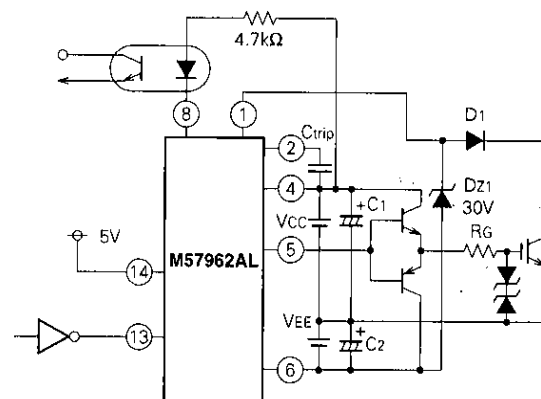 4.7kΩ
8
1
2
Ctrip
D1
4
VCC
+
C1
DZ1
30V
5V
M57962AL
5
RG
14
VEE
+
C2
13
6